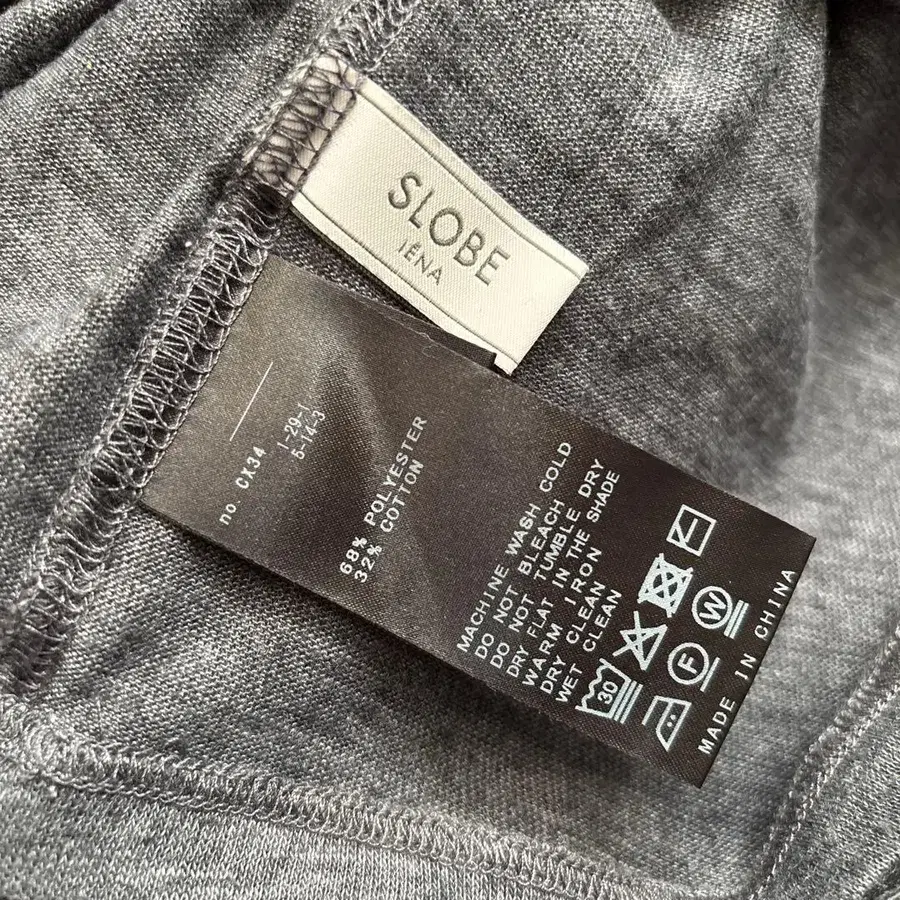 SLOBE
IÉNA
no. CX34
1-29-1
5-14-3
68% POLYESTER
32% COTTON
MACHINE WASH COLD
DO NOT BLEACH
DO NOT TUMBLE DRY
DRY FLAT IN THE SHADE
WARM IRON
DRY CLEAN
WET CLEAN
30
F
W
MADE IN CHINA